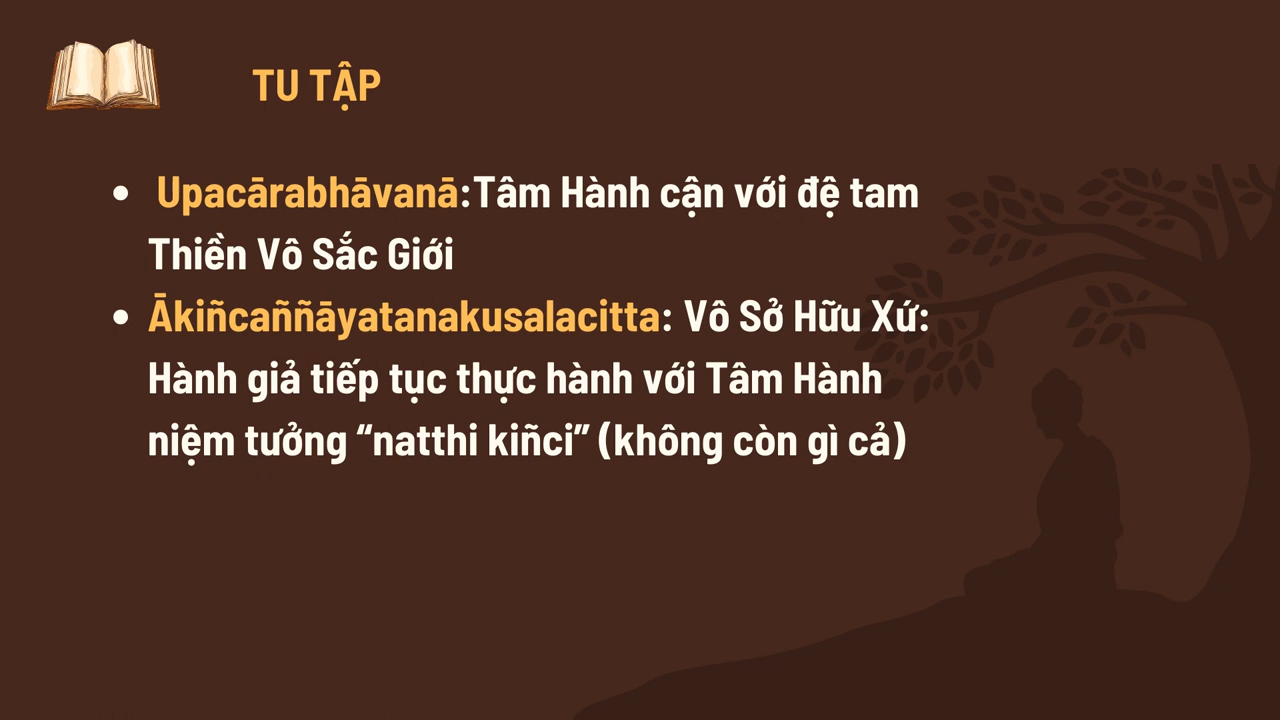 TU TẬP
• Upacārabhāvanā:Tâm Hành cận với đệ tam
Thiền Vô Sắc Giới
• Ākiñcaññāyatanakusalacitta: Vô Sở Hữu Xứ:
Hành giả tiếp tục thực hành với Tâm Hành
niệm tưởng “natthi kiñci” (không còn gì cả)